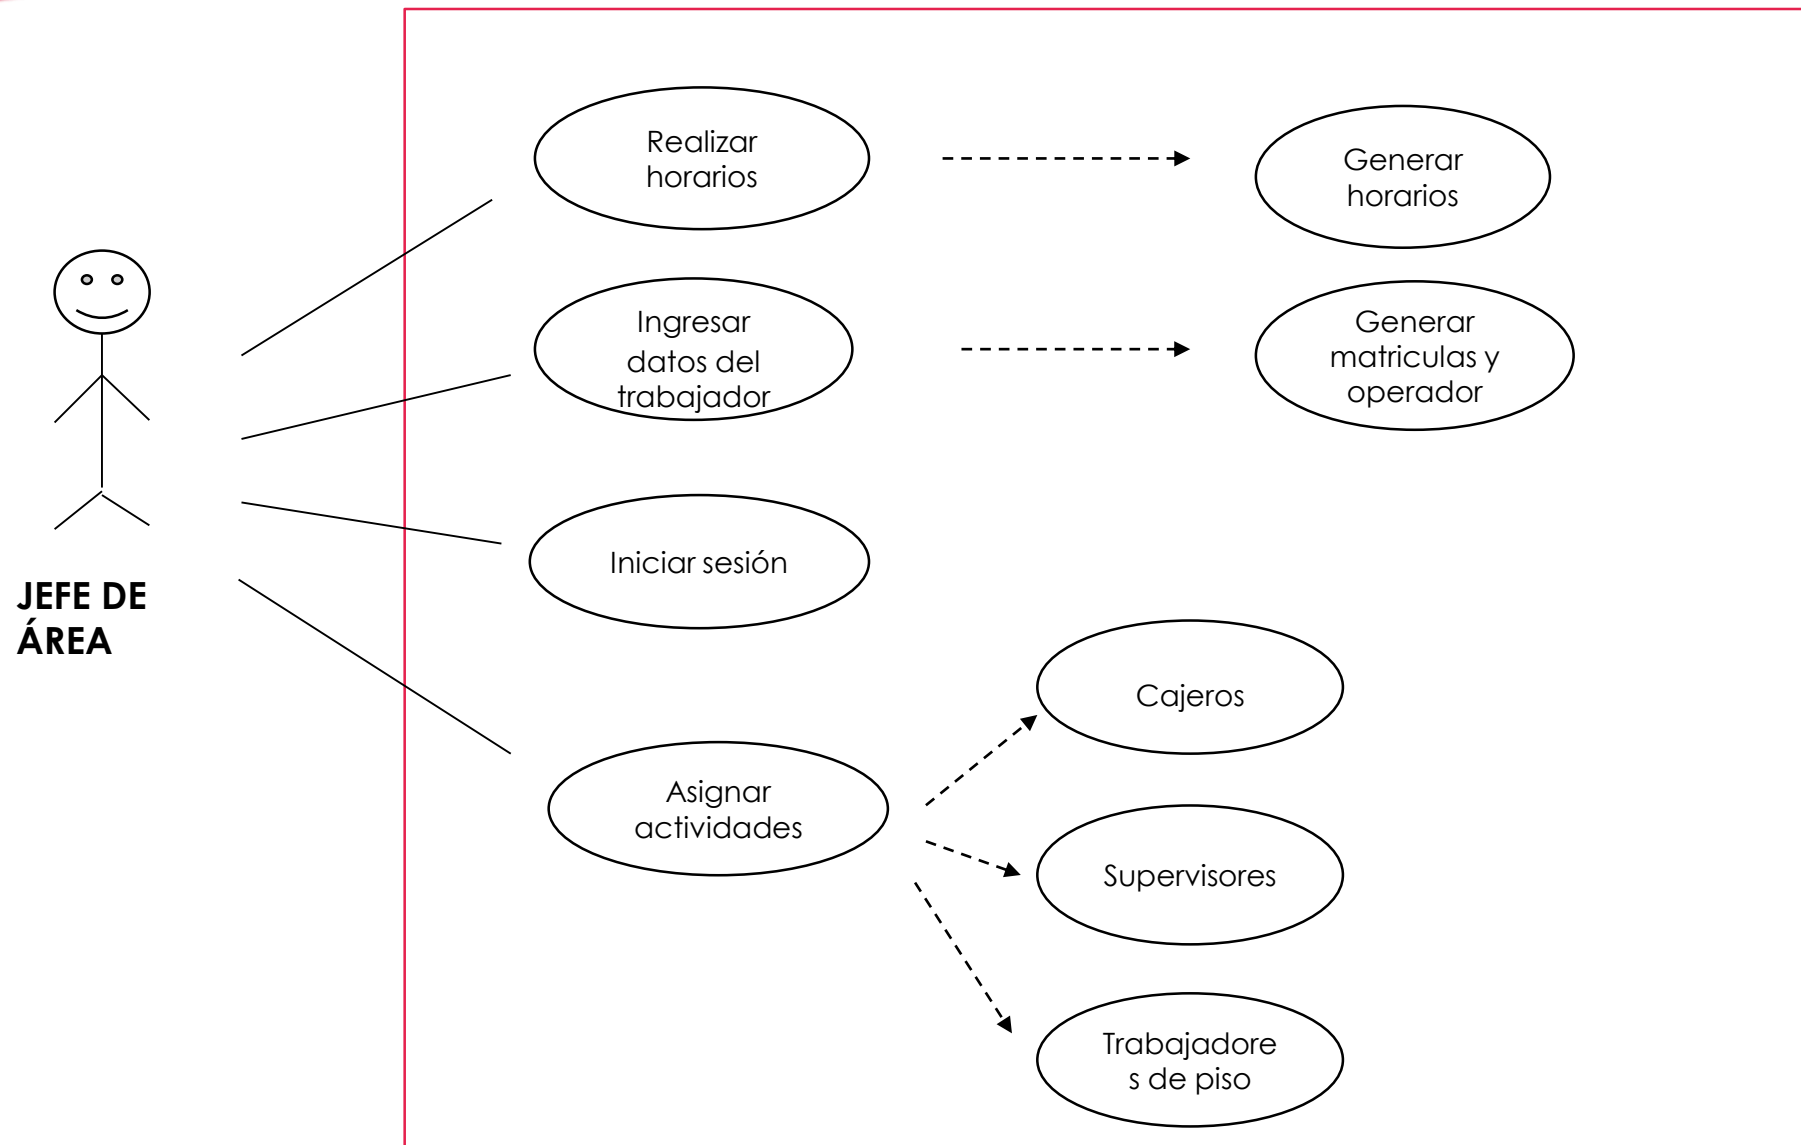 Realizar
horarios
Generar
horarios
Ingresar
datos del
trabajador
Generar
matriculas y
operador
Iniciar sesión
JEFE DE
ÁREA
Cajeros
Asignar
actividades
Supervisores
Trabajadore
s de piso